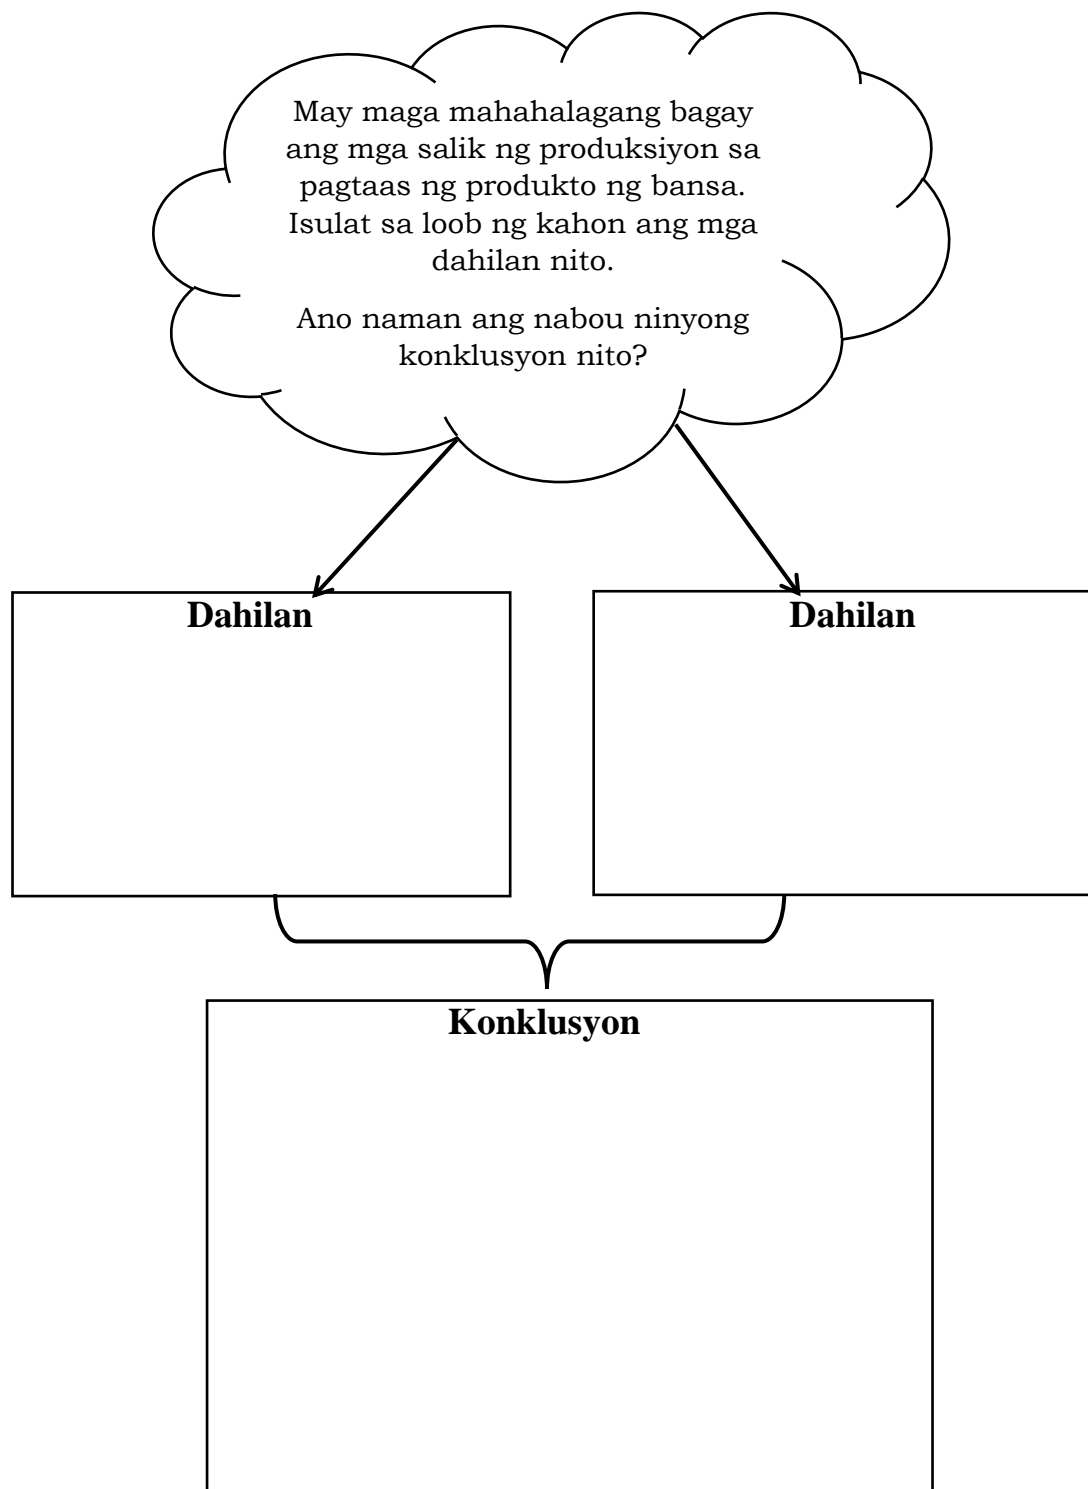 May maga mahahalagang bagay
ang mga salik ng produksiyon sa
pagtaas ng produkto ng bansa.
Isulat sa loob ng kahon ang mga
dahilan nito.
Ano naman ang nabou ninyong
konklusyon nito?
Dahilan
Dahilan
Konklusyon